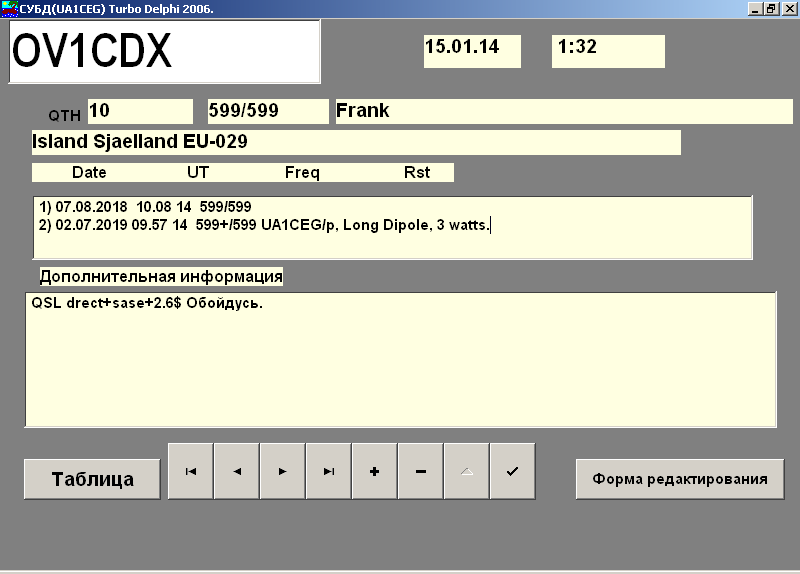 СУБД(UA1CEG) Turbo Delphi 2006.
OV1CDX
15.01.14 1:32
QTH 10 599/599 Frank
Island Sjaelland EU-029
Date UT Freq Rst
1) 07.08.2018 10.08 14 599/599
2) 02.07.2019 09.57 14 599+/599 UA1CEG/p, Long Dipole, 3 watts.
Дополнительная информация
QSL drect+sase+2.6$ Обойдусь.
Таблица
Форма редактирования